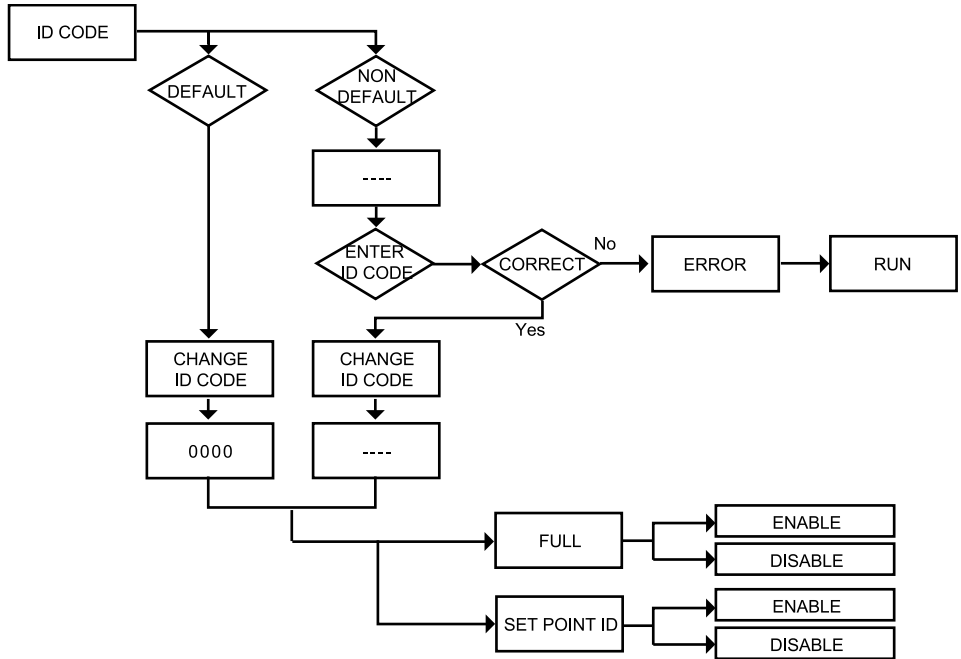 ID CODE
DEFAULT
NON
DEFAULT
----
ENTER
ID CODE
CORRECT
No
ERROR
RUN
Yes
CHANGE
ID CODE
CHANGE
ID CODE
0000
----
FULL
ENABLE
DISABLE
SET POINT ID
ENABLE
DISABLE